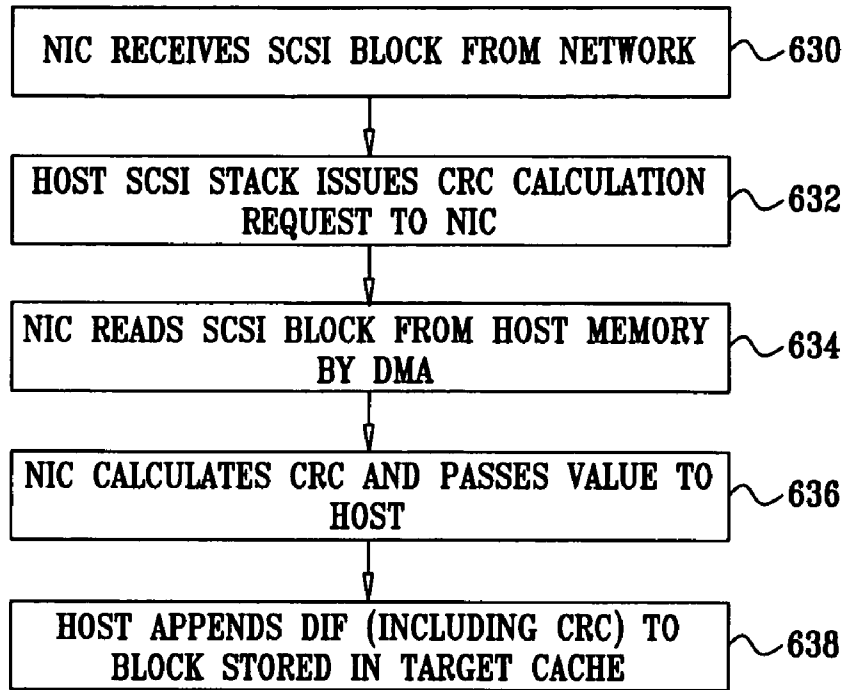 NIC RECEIVES SCSI BLOCK FROM NETWORK
630
HOST SCSI STACK ISSUES CRC CALCULATION
REQUEST TO NIC
632
NIC READS SCSI BLOCK FROM HOST MEMORY
BY DMA
634
NIC CALCULATES CRC AND PASSES VALUE TO
HOST
636
HOST APPENDS DIF (INCLUDING CRC) TO
BLOCK STORED IN TARGET CACHE
638